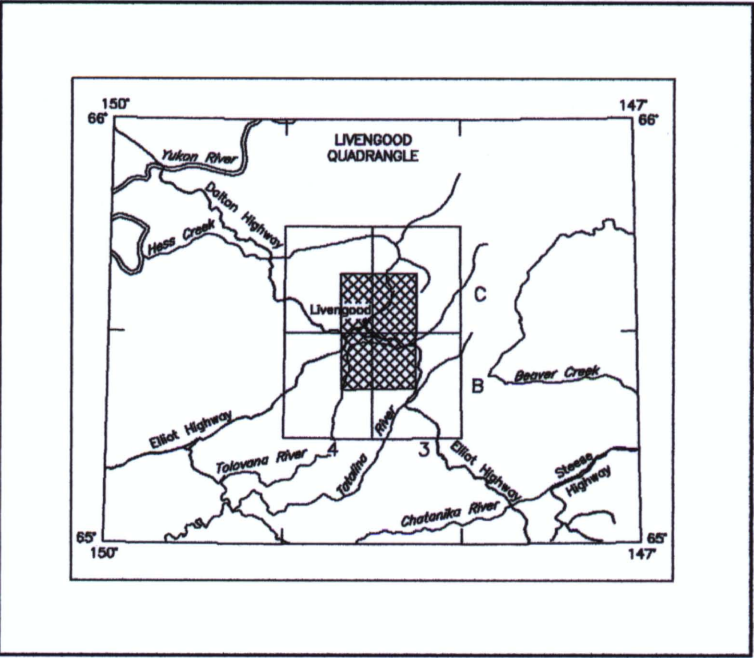 150°
147°
66°
66°
LIVENGOOD
QUADRANGLE
Yukon River
Dalton Highway
Hess Creek
Livengood
C
B
Beaver Creek
Elliot Highway
4
River
3
Tolovana River
Tatalina
Elliot Highway
Steese
Highway
Chatanika River
65°
65°
150°
147°